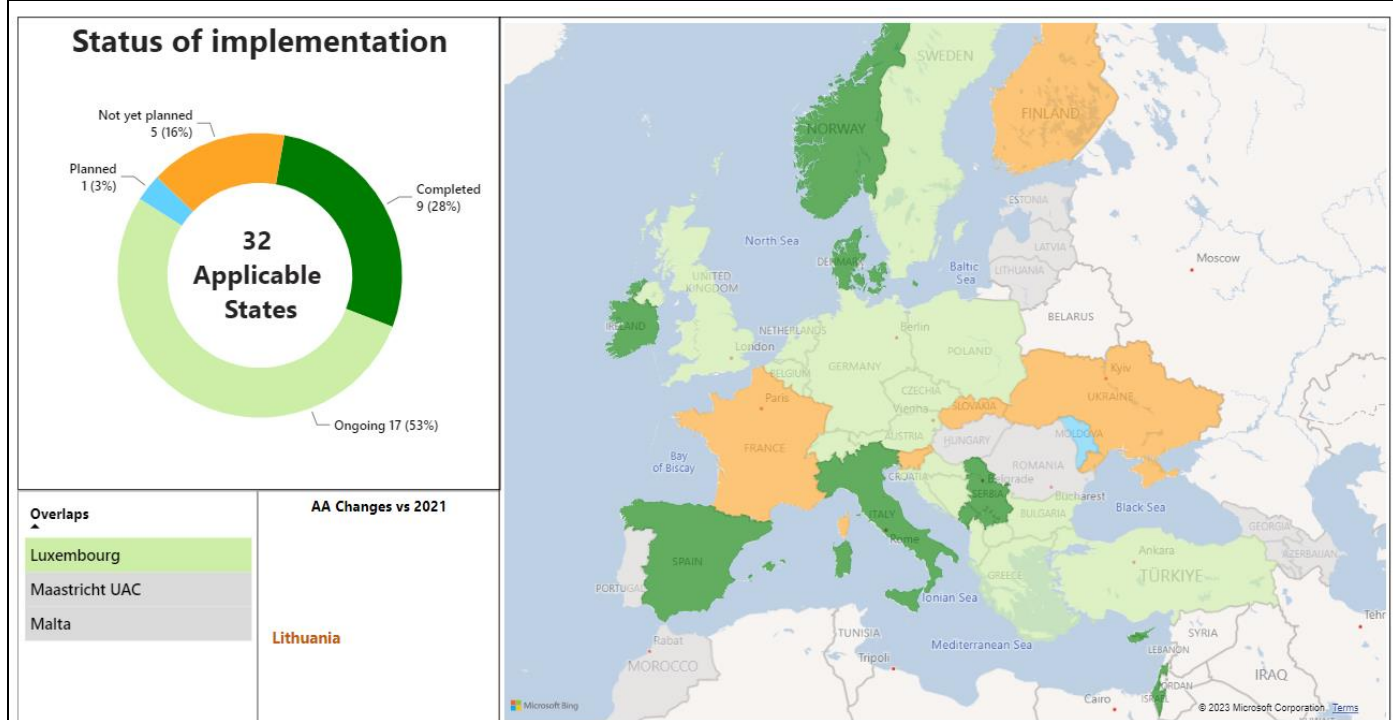 Status of implementation
Not yet planned
5 (16%)
Planned
1 (3%)
Completed
9 (28%)
32
Applicable
States
Ongoing 17 (53%)
Overlaps
Luxembourg
Maastricht UAC
Malta
AA Changes vs 2021
Lithuania
SWEDEN
FINLAND
NORWAY
ESTONIA
North Sea
LATVIA
Moscow
DENMARK
Baltic
Sea
LITHUANIA
UNITED
KINGDOM
IRELAND
BELARUS
NETHERLANDS
Berlin
London
POLAND
BELGIUM
GERMANY
Kyiv
CZECHIA
UKRAINE
Paris
Vienna
SLOVAKIA
AUSTRIA
HUNGARY
MOLDOVA
FRANCE
Bay
of Biscay
ROMANIA
CROATIA
Belgrade
SERBIA
Bucharest
Black Sea
ITALY
BULGARIA
GEORGIA
Rome
Ankara
AZERBAIJAN
SPAIN
GREECE
TÜRKIYE
PORTUGAL
Ionian Sea
Tehr
TUNISIA
SYRIA
Rabat
Mediterranean Sea
LEBANON
MOROCCO
Tripoli
IRAQ
JORDAN
Cairo
ISRAEL
Microsoft Bing
© 2023 Microsoft Corporation Terms